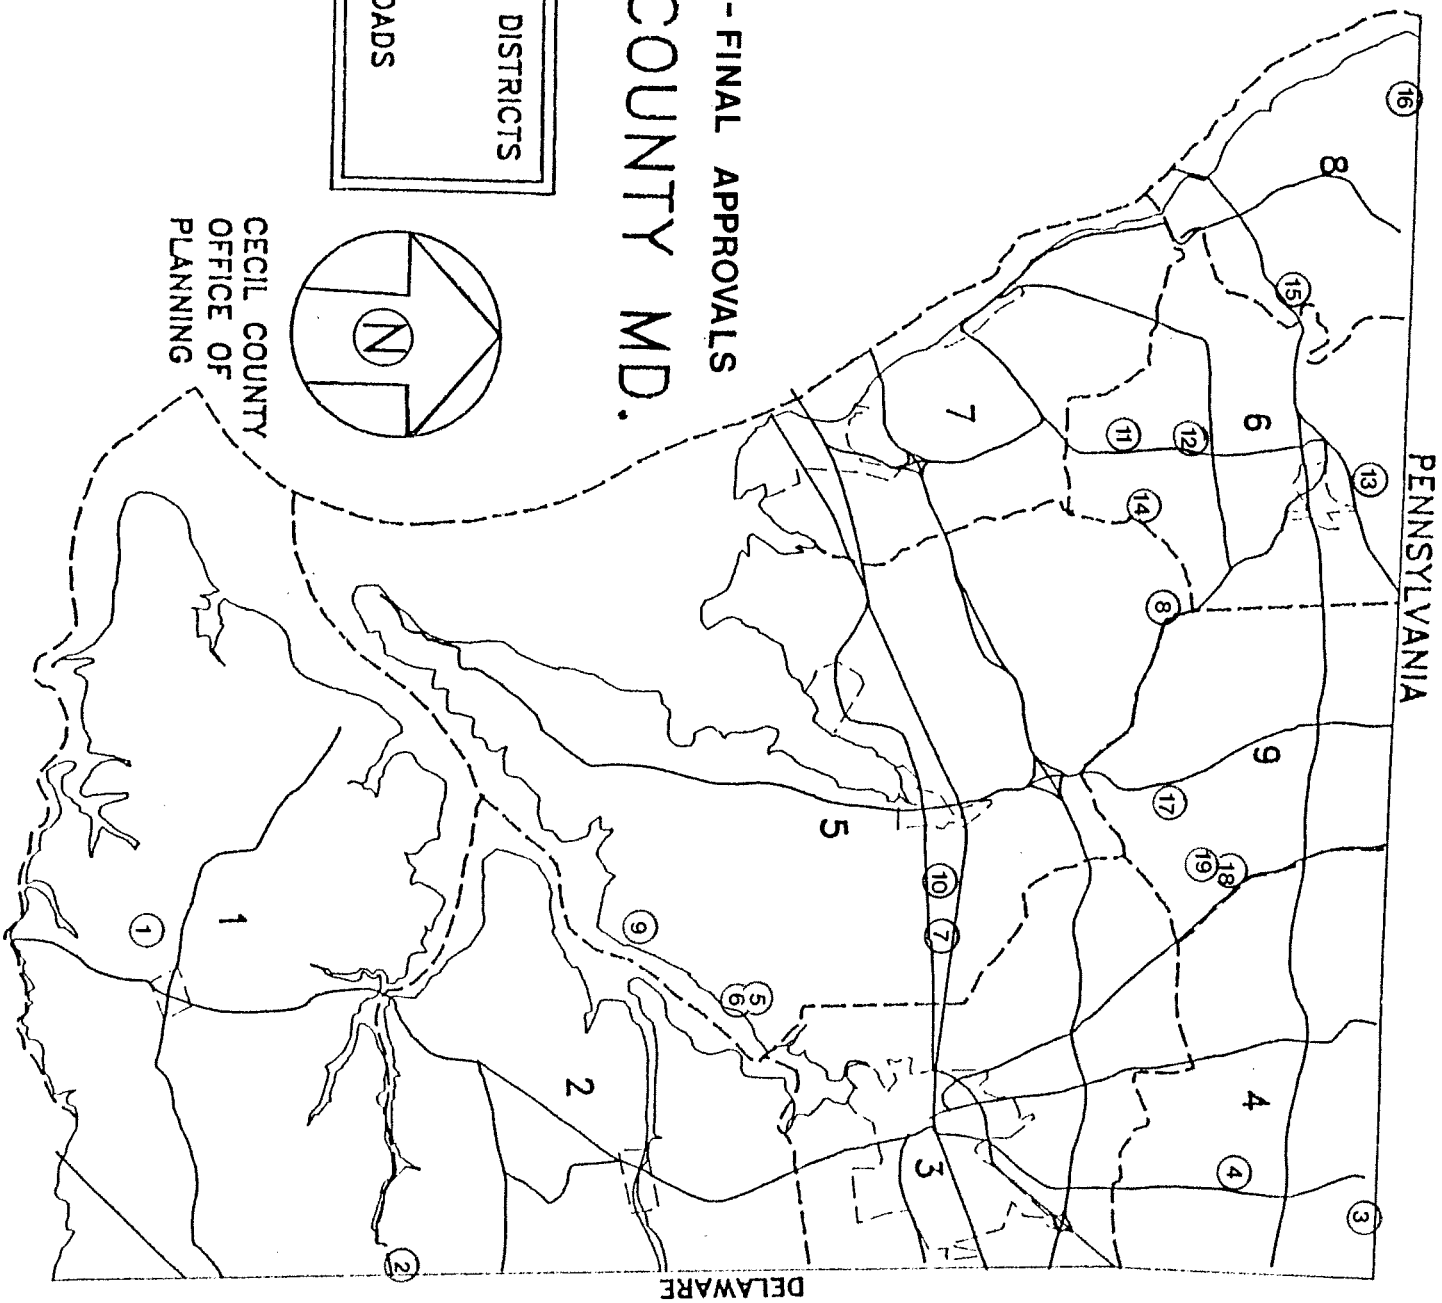 - FINAL APPROVALS
COUNTY MD.
DISTRICTS
OADS
N
CECIL COUNTY
OFFICE OF
PLANNING
PENNSYLVANIA
DELAWARE
16
8
15
6
7
11
12
13
14
8
9
17
5
19
18
10
7
1
1
9
6
5
2
4
4
3
3
2